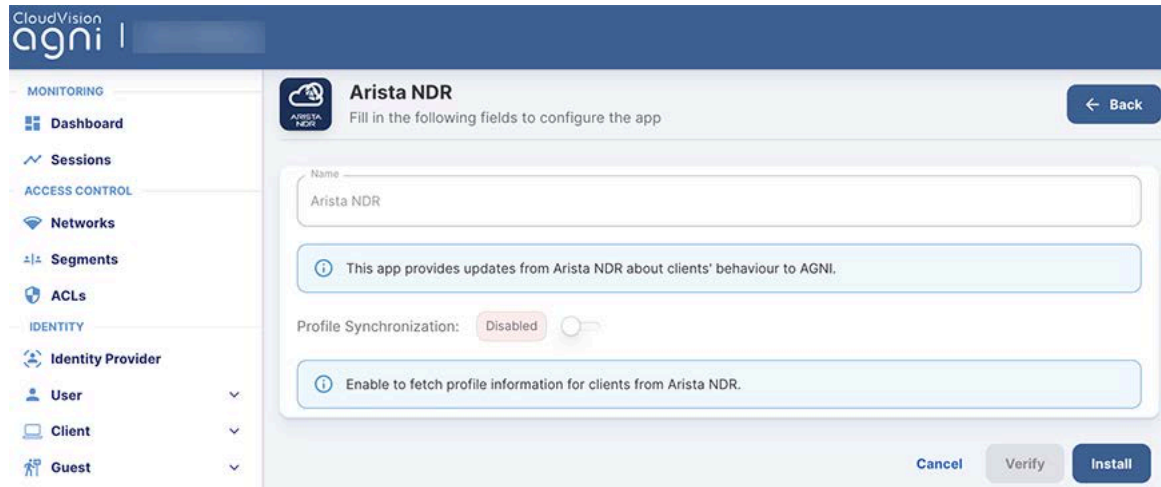 CloudVision
agni
MONITORING
Dashboard
Sessions
ACCESS CONTROL
Networks
Segments
ACLs
IDENTITY
Identity Provider
User
Client
Guest
ARISTA
NDR
Arista NDR
Fill in the following fields to configure the app
← Back
Name
Arista NDR
This app provides updates from Arista NDR about clients' behaviour to AGNI.
Profile Synchronization: Disabled
Enable to fetch profile information for clients from Arista NDR.
Cancel Verify Install